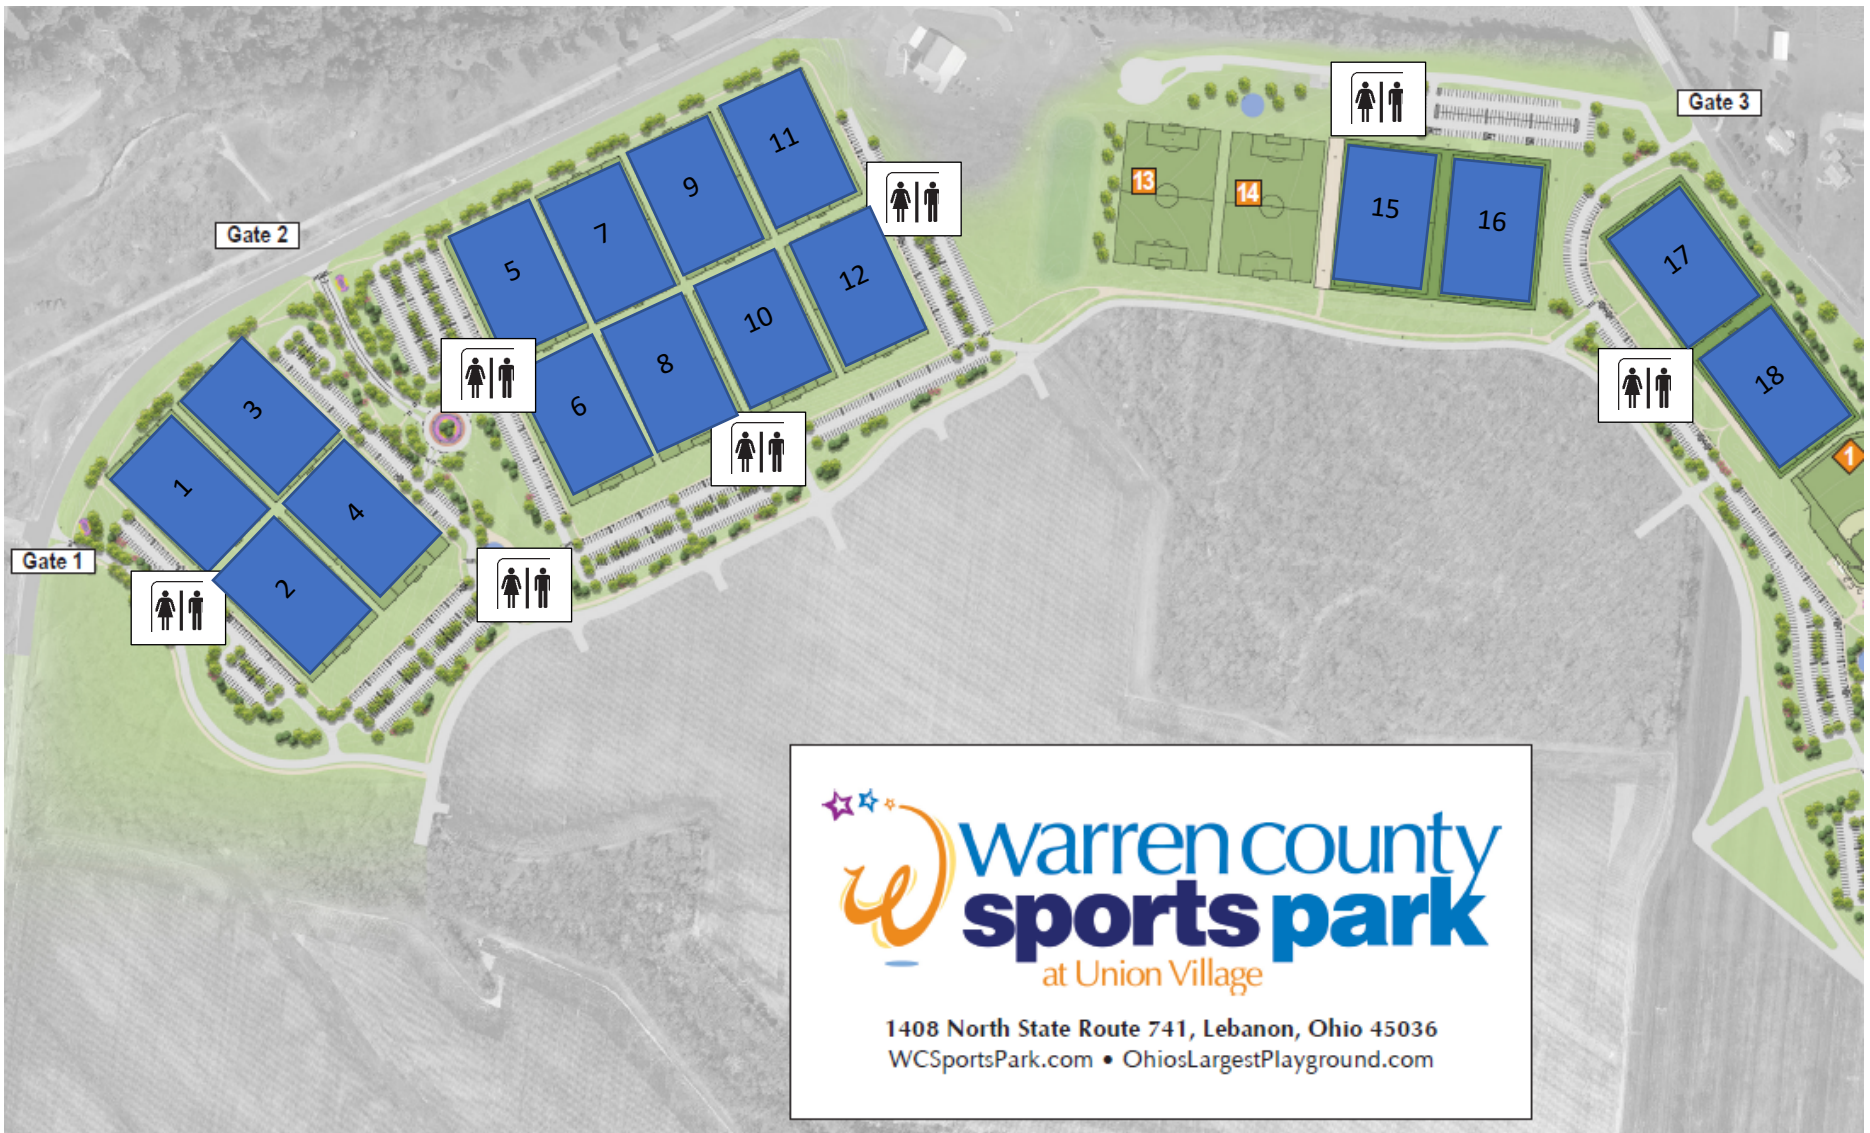 Gate 3
11
9
13
14
15
16
7
5
12
17
Gate 2
10
8
18
6
3
1
1
4
Gate 1
2
warren county
sports park
at Union Village
1408 North State Route 741, Lebanon, Ohio 45036
WCSportsPark.com • OhiosLargestPlayground.com